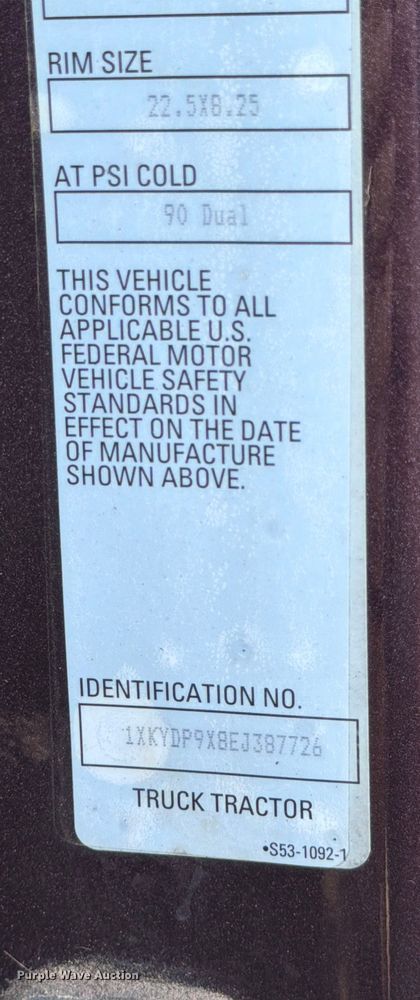 RIM SIZE
22.5X8.25
AT PSI COLD
90 Dual
THIS VEHICLE
CONFORMS TO ALL
APPLICABLE U.S.
FEDERAL MOTOR
VEHICLE SAFETY
STANDARDS IN
EFFECT ON THE DATE
OF MANUFACTURE
SHOWN ABOVE.
IDENTIFICATION NO.
1XKYDP9X8EJ387726
TRUCK TRACTOR
•S53-1092-1
Purple Wave Auction